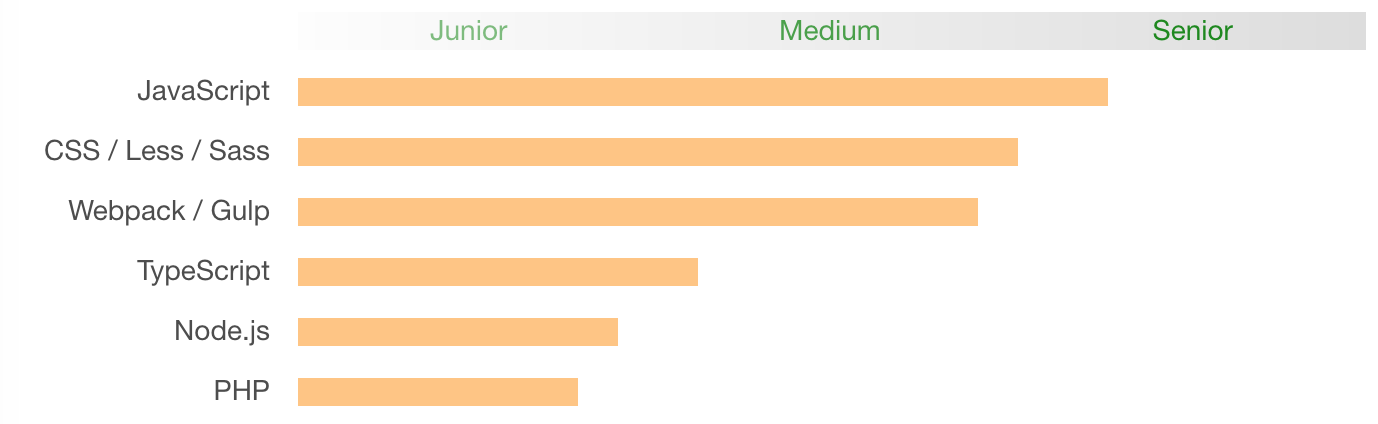 Junior Medium Senior
JavaScript
CSS / Less / Sass
Webpack / Gulp
TypeScript
Node.js
PHP